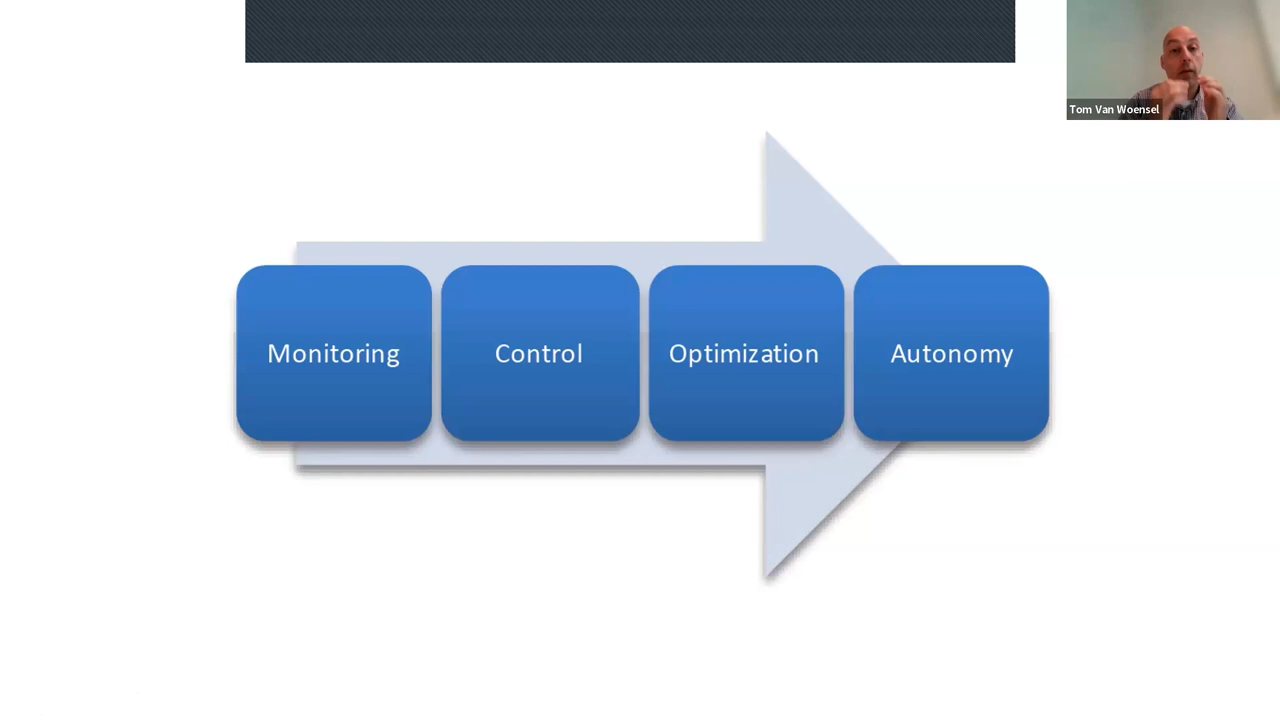 Tom Van Woensel
Monitoring
Control
Optimization
Autonomy